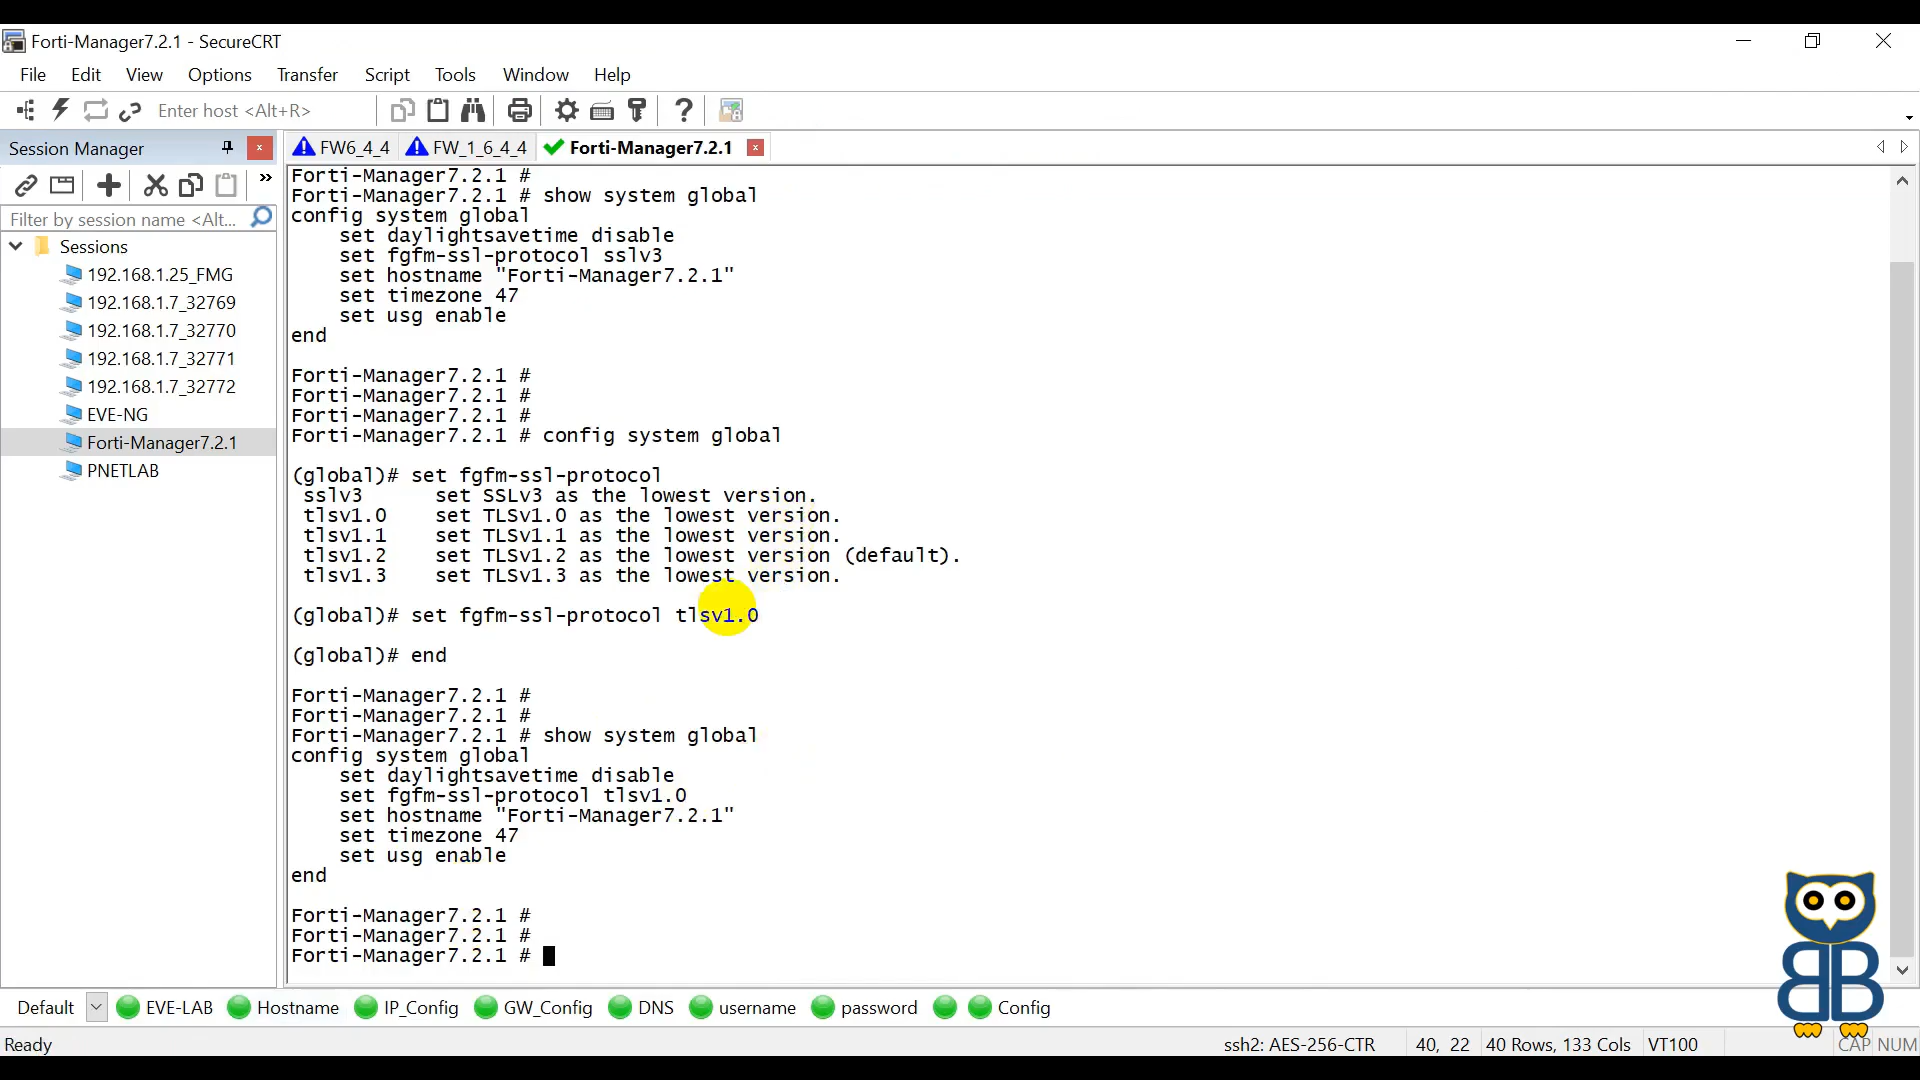 Forti-Manager7.2.1 - SecureCRT
File Edit View Options Transfer Script Tools Window Help
Enter host <Alt+R>
Session Manager
FW6_4_4 FW_1_6_4_4 Forti-Manager7.2.1
Filter by session name <Alt...
Sessions
192.168.1.25_FMG
192.168.1.7_32769
192.168.1.7_32770
192.168.1.7_32771
192.168.1.7_32772
EVE-NG
Forti-Manager7.2.1
PNETLAB
Forti-Manager7.2.1 #
Forti-Manager7.2.1 # show system global
config system global
    set daylightsavetime disable
    set fgfm-ssl-protocol sslv3
    set hostname "Forti-Manager7.2.1"
    set timezone 47
    set usg enable
end
Forti-Manager7.2.1 #
Forti-Manager7.2.1 #
Forti-Manager7.2.1 #
Forti-Manager7.2.1 # config system global
(global)# set fgfm-ssl-protocol
 sslv3      set SSLv3 as the lowest version.
 tlsv1.0    set TLSv1.0 as the lowest version.
 tlsv1.1    set TLSv1.1 as the lowest version.
 tlsv1.2    set TLSv1.2 as the lowest version (default).
 tlsv1.3    set TLSv1.3 as the lowest version.
(global)# set fgfm-ssl-protocol tlsv1.0
(global)# end
Forti-Manager7.2.1 #
Forti-Manager7.2.1 #
Forti-Manager7.2.1 # show system global
config system global
    set daylightsavetime disable
    set fgfm-ssl-protocol tlsv1.0
    set hostname "Forti-Manager7.2.1"
    set timezone 47
    set usg enable
end
Forti-Manager7.2.1 #
Forti-Manager7.2.1 #
Forti-Manager7.2.1 #
Default EVE-LAB Hostname IP_Config GW_Config DNS username password Config
Ready ssh2: AES-256-CTR 40, 22 40 Rows, 133 Cols VT100 CAP NUM